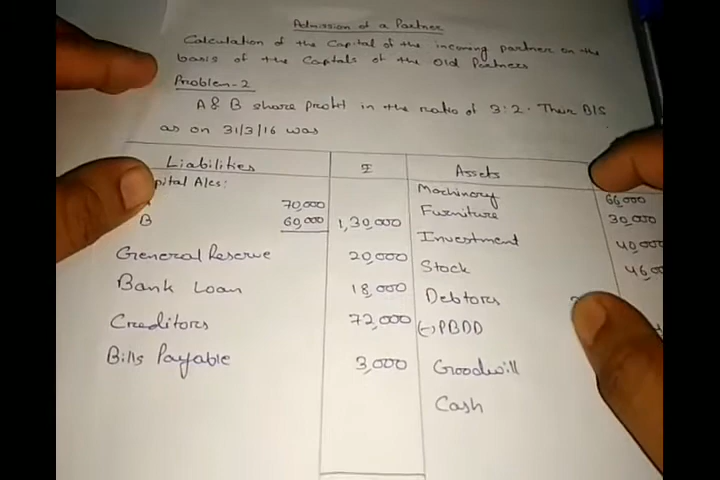 Admission of a Partner
Calculation of the Capital of the incoming partner on the
basis of the Capitals of the Old Partners
Problem-2
A & B share profit in the ratio of 3:2. Their B/S
as on 31/3/16 was
Liabilities ₹ Assets
pital A/cs: Machinery 66,000
70,000 Furniture 30,000
B 60,000 1,30,000 Investment 40,000
General Reserve 20,000 Stock 46,00
Bank Loan 18,000 Debtors
Creditors 72,000 (-) PBDD
Bills Payable 3,000 Goodwill
Cash